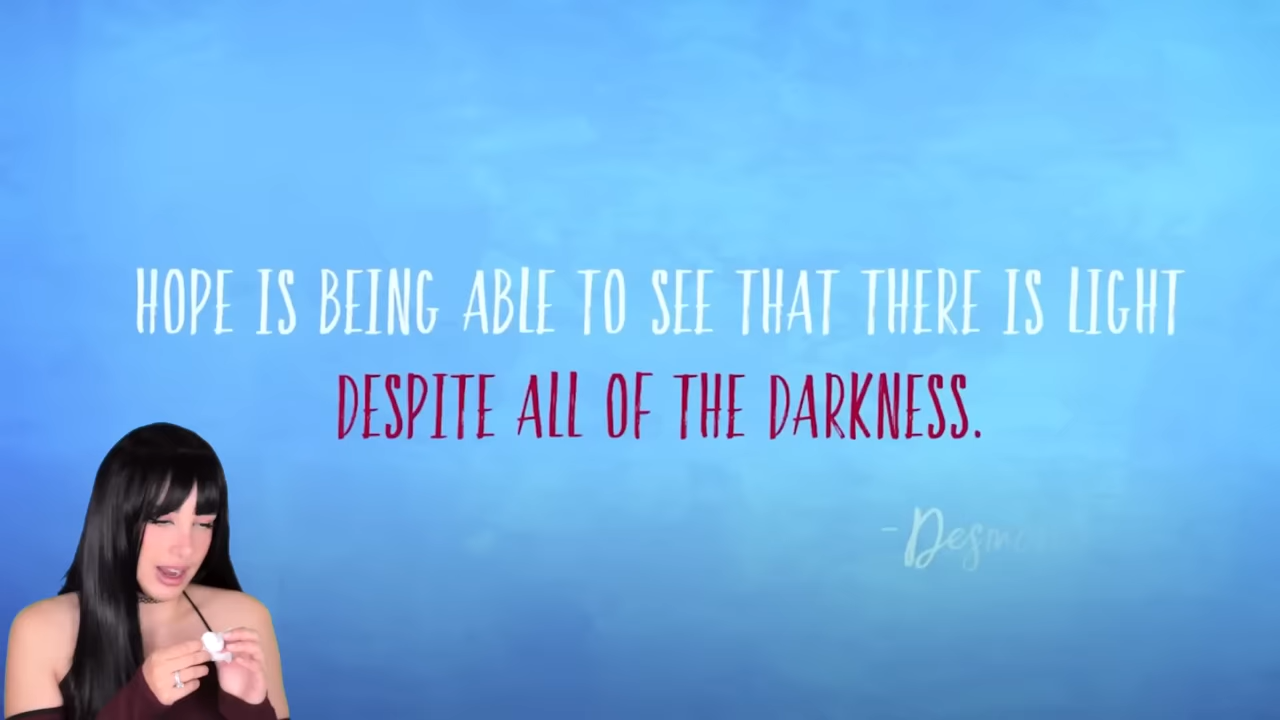 HOPE IS BEING ABLE TO SEE THAT THERE IS LIGHT
DESPITE ALL OF THE DARKNESS.